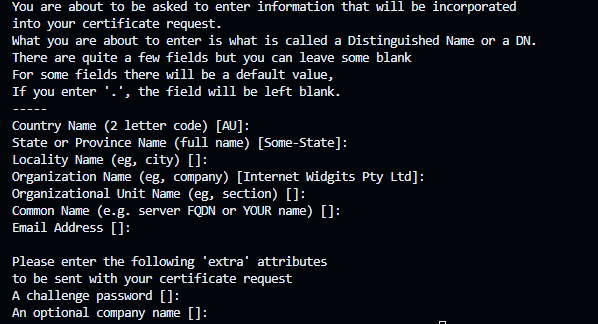 You are about to be asked to enter information that will be incorporated
into your certificate request.
What you are about to enter is what is called a Distinguished Name or a DN.
There are quite a few fields but you can leave some blank
For some fields there will be a default value,
If you enter '.', the field will be left blank.
-----
Country Name (2 letter code) [AU]:
State or Province Name (full name) [Some-State]:
Locality Name (eg, city) []:
Organization Name (eg, company) [Internet Widgits Pty Ltd]:
Organizational Unit Name (eg, section) []:
Common Name (e.g. server FQDN or YOUR name) []:
Email Address []:

Please enter the following 'extra' attributes
to be sent with your certificate request
A challenge password []:
An optional company name []: